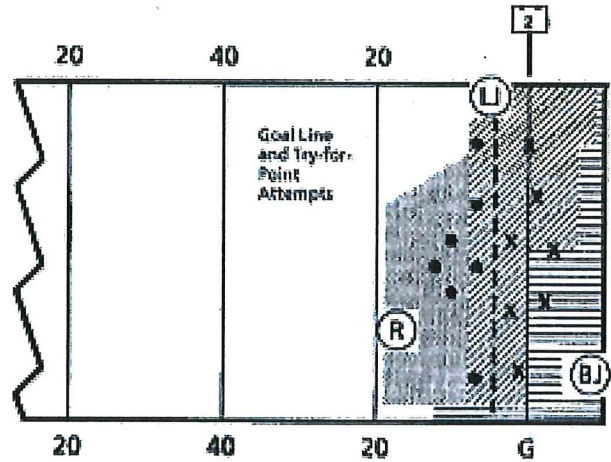 2
20 40 20
LJ
Goal Line
and Try-for-
Point
Attempts
X
X
X
X
X
R
X
BJ
20 40 20 G